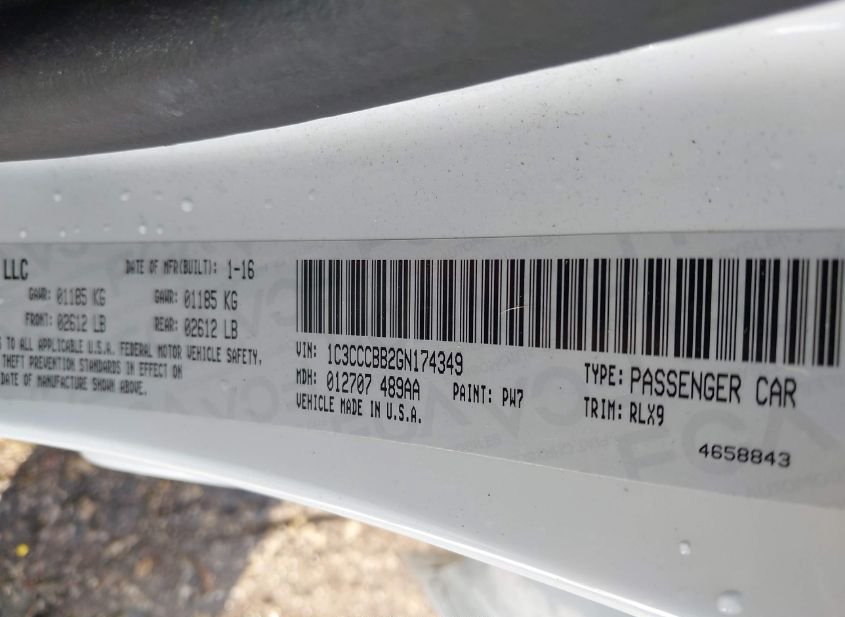 LLC DATE OF MFR(BUILT): 1-16
GAWR: 01185 KG GAWR: 01185 KG
FRONT: 02612 LB REAR: 02612 LB
TO ALL APPLICABLE U.S.A. FEDERAL MOTOR VEHICLE SAFETY,
THEFT PREVENTION STANDARDS IN EFFECT ON
DATE OF MANUFACTURE SHOWN ABOVE.
VIN: 1C3CCCBB2GN174349
MDH: 012707 489AA PAINT: PW7
VEHICLE MADE IN U.S.A.
TYPE: PASSENGER CAR
TRIM: RLX9
4658843